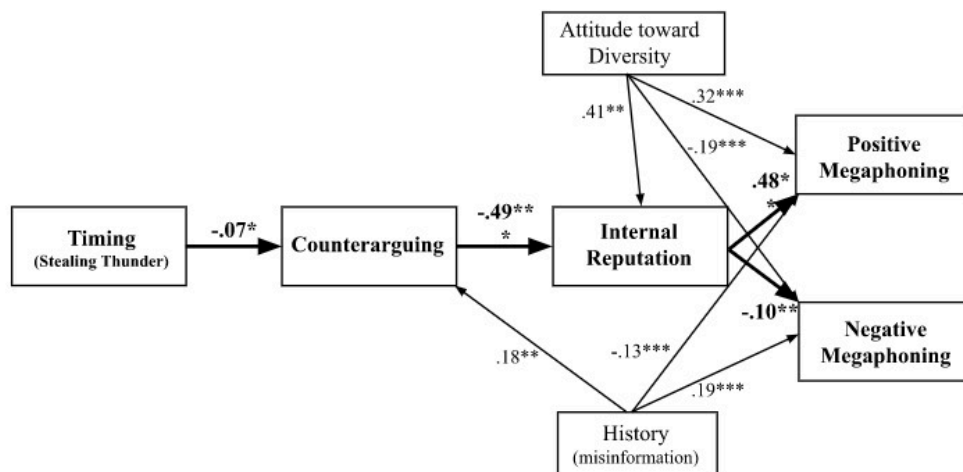 Attitude toward
Diversity
.41**
.32***
-.19***
Positive
Megaphoning
.48*
*
Timing
(Stealing Thunder)
-.07*
Counterarguing
-.49**
*
Internal
Reputation
-.10**
Negative
Megaphoning
.18**
-.13***
.19***
History
(misinformation)